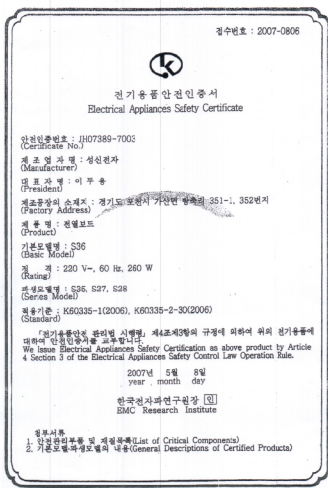 접수번호 : 2007-0806
전기용품안전인증서
Electrical Appliances Safety Certificate
안전인증번호 : JH07389-7003
(Certificate No.)
제 조 업 자 명 : 성신전자
(Manufacturer)
대 표 자 명 : 이 두 용
(President)
제조공장의 소재지 : 경기도 포천시 가산면 방축리 351-1, 352번지
(Factory Address)
제 품 명 : 전열보드
(Product)
기본모델명 : S36
(Basic Model)
정 격 : 220 V~, 60 Hz, 260 W
(Rating)
파생모델명 : S35, S27, S28
(Series Model)
적용기준 : K60335-1(2006), K60335-2-30(2006)
(Standard)
「전기용품안전 관리법 시행령」 제4조제3항의 규정에 의하여 위의 전기용품에
대하여 안전인증서를 교부합니다.
We Issue Electrical Appliances Safety Certification as above product by Article
4 Section 3 of the Electrical Appliances Safety Control Law Operation Rule.
2007년 5월 8일
year month day
한국전자파연구원장 인
EMC Research Institute
첨부서류
1. 안전관리부품 및 재질목록(List of Critical Components)
2. 기본모델·파생모델의 내용(General Descriptions of Certified Products)